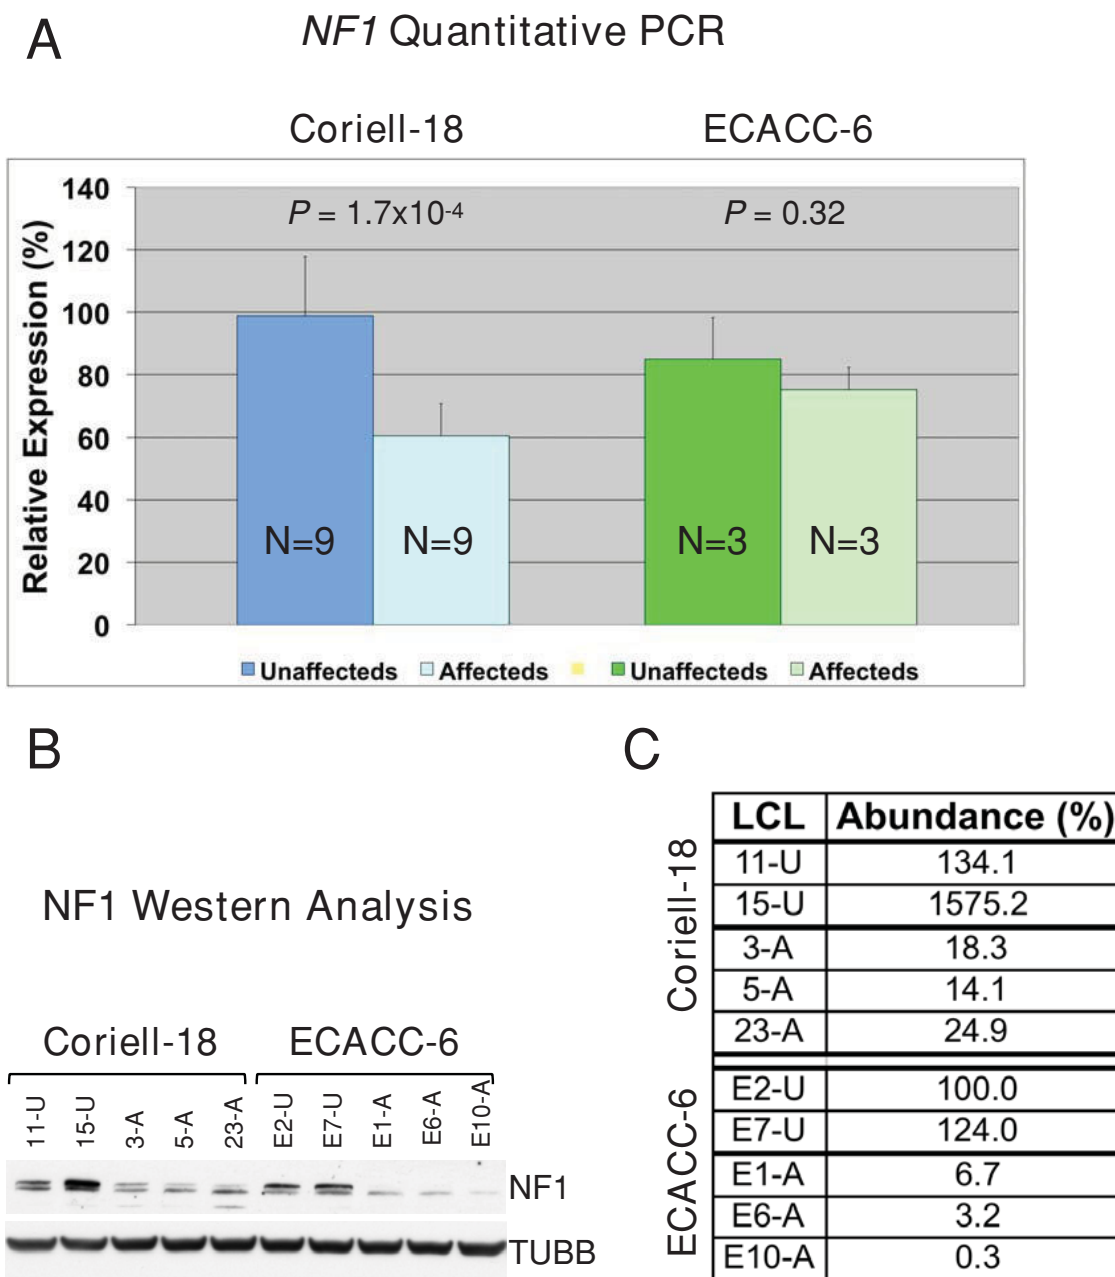 A
NF1 Quantitative PCR
Coriell-18 ECACC-6
140
120
100
80
60
40
20
0
Relative Expression (%)
P = 1.7x10-4 P = 0.32
N=9 N=9 N=3 N=3
Unaffecteds Affecteds Unaffecteds Affecteds
B
NF1 Western Analysis
Coriell-18 ECACC-6
11-U 15-U 3-A 5-A 23-A E2-U E7-U E1-A E6-A E10-A
NF1
TUBB
C
LCL Abundance (%)
Coriell-18
11-U 134.1
15-U 1575.2
3-A 18.3
5-A 14.1
23-A 24.9
ECACC-6
E2-U 100.0
E7-U 124.0
E1-A 6.7
E6-A 3.2
E10-A 0.3